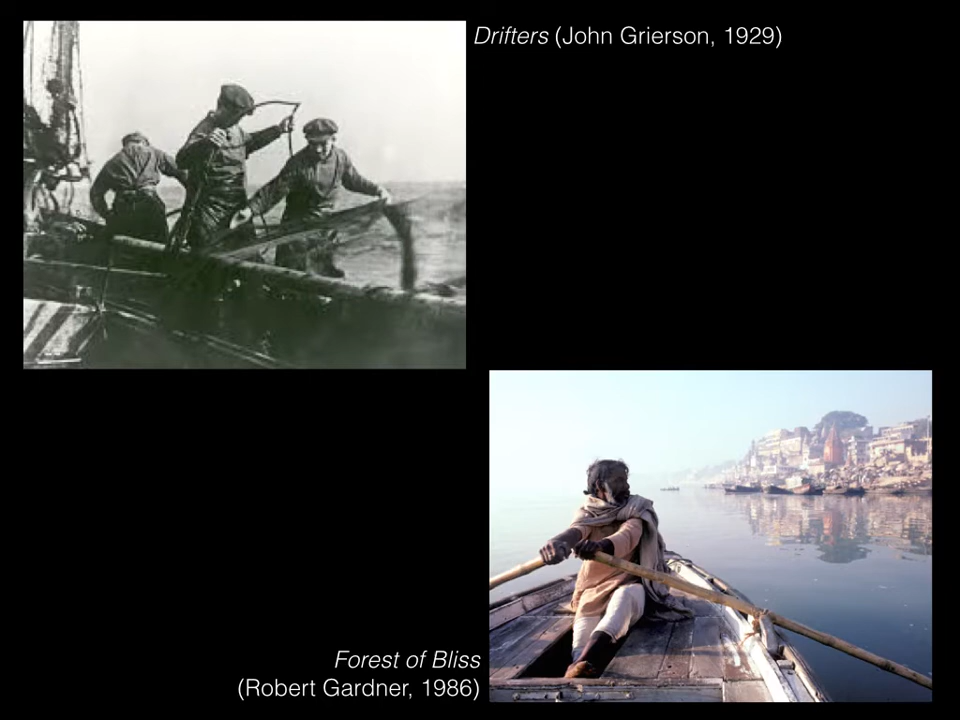 Drifters (John Grierson, 1929)
Forest of Bliss
(Robert Gardner, 1986)